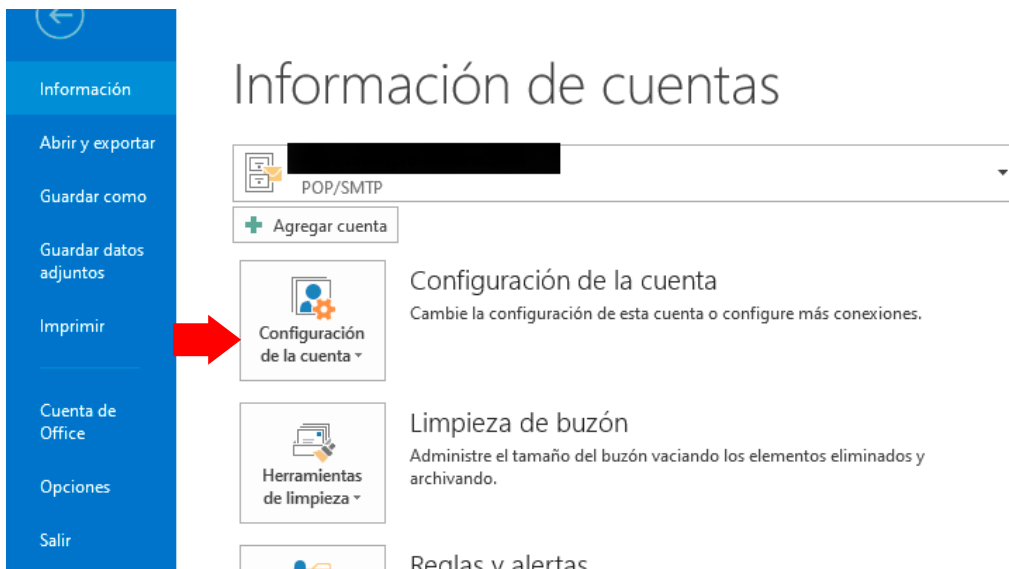 Información
Abrir y exportar
Guardar como
Guardar datos
adjuntos
Imprimir
Cuenta de
Office
Opciones
Salir
Información de cuentas
POP/SMTP
Agregar cuenta
Configuración
de la cuenta
Configuración de la cuenta
Cambie la configuración de esta cuenta o configure más conexiones.
Herramientas
de limpieza
Limpieza de buzón
Administre el tamaño del buzón vaciando los elementos eliminados y
archivando.
Reglas y alertas